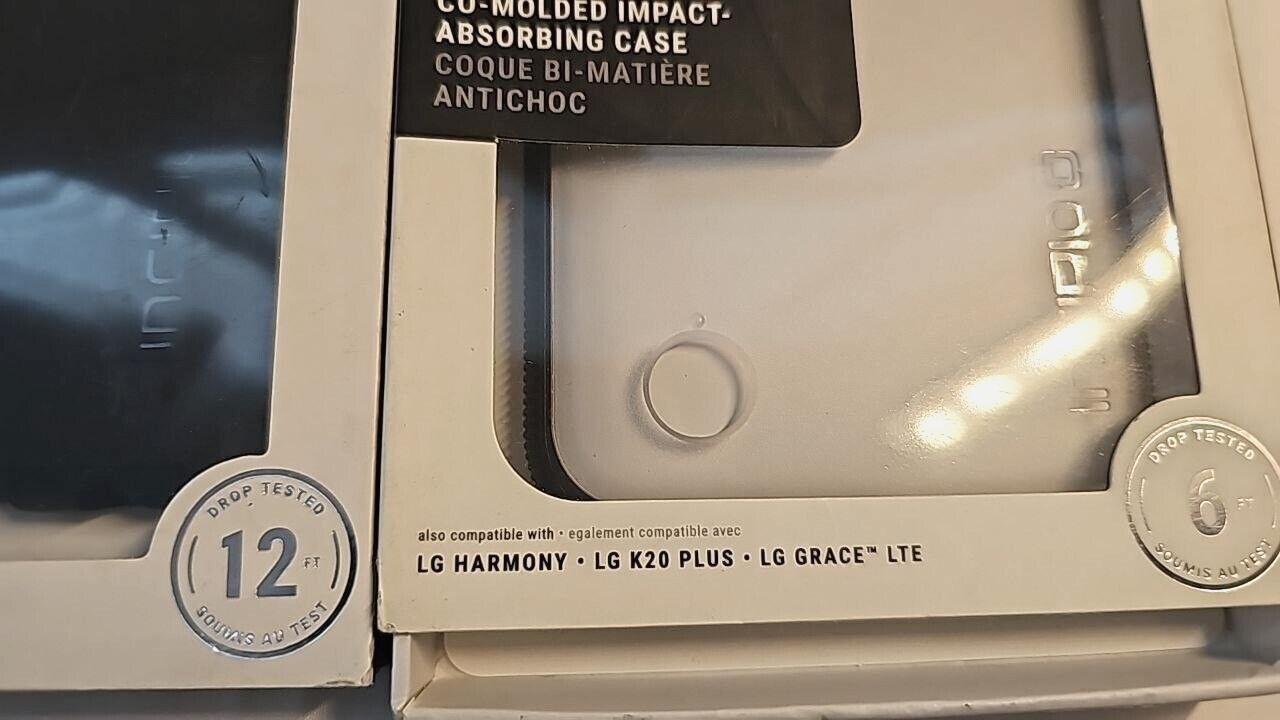 CO-MOLDED IMPACT-
ABSORBING CASE
COQUE BI-MATIÈRE
ANTICHOC
also compatible with • egalement compatible avec
LG HARMONY • LG K20 PLUS • LG GRACE™ LTE
DROP TESTED
12 FT
SOUMIS AU TEST
DROP TESTED
6 FT
SOUMIS AU TEST